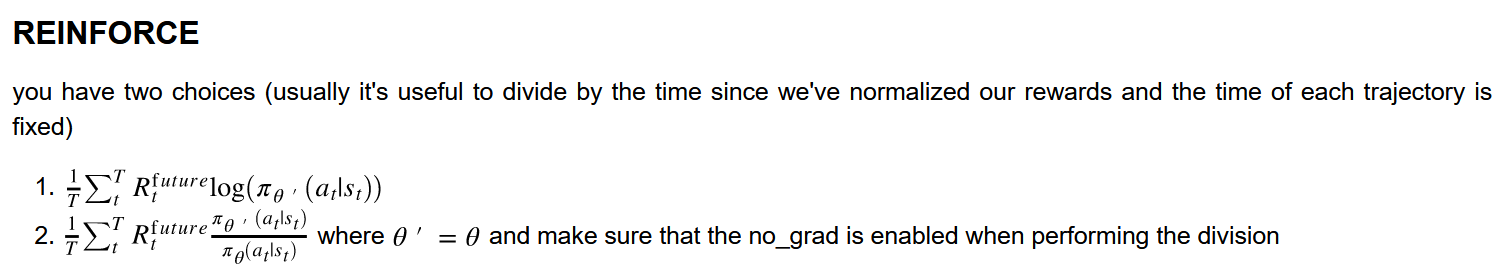 REINFORCE
you have two choices (usually it's useful to divide by the time since we've normalized our rewards and the time of each trajectory is
fixed)
1. \frac{1}{T}\sum_t^T R_t^{future}\log(\pi_{\theta'}(a_t|s_t))
2. \frac{1}{T}\sum_t^T R_t^{future}\frac{\pi_{\theta'}(a_t|s_t)}{\pi_\theta(a_t|s_t)} where θ ′ = θ and make sure that the no_grad is enabled when performing the division